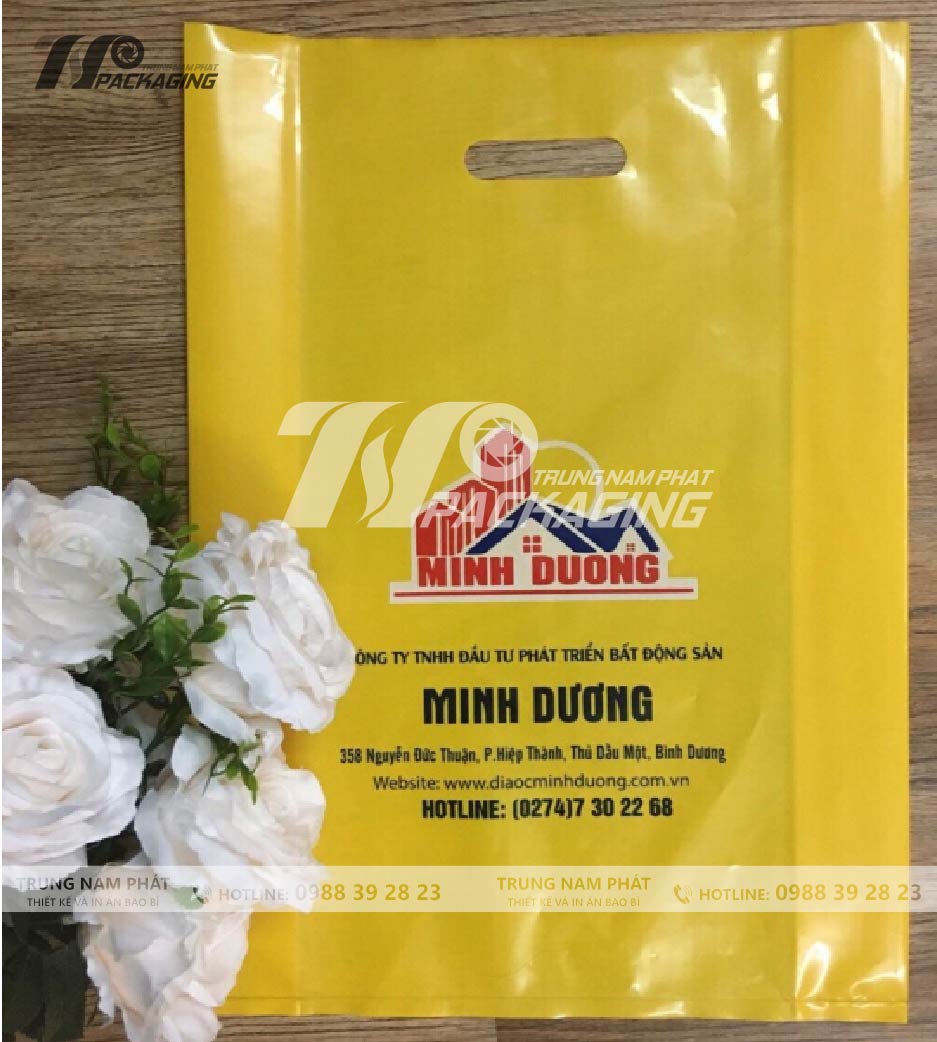 TRUNG NAM PHAT
PACKAGING
TRUNG NAM PHAT
PACKAGING
MINH DUONG
ÔNG TY TNHH ĐẦU TƯ PHÁT TRIỂN BẤT ĐỘNG SẢN
MINH DƯƠNG
358 Nguyễn Đức Thuận, P.Hiệp Thành, Thủ Dầu Một, Bình Dương
Website: www.diaocminhduong.com.vn
HOTLINE: (0274)7 30 22 68
TRUNG NAM PHÁT HOTLINE: 0988 39 28 23 TRUNG NAM PHÁT HOTLINE: 0988 39 28 23
THIẾT KẾ VÀ IN ẤN BAO BÌ THIẾT KẾ VÀ IN ẤN BAO BÌ